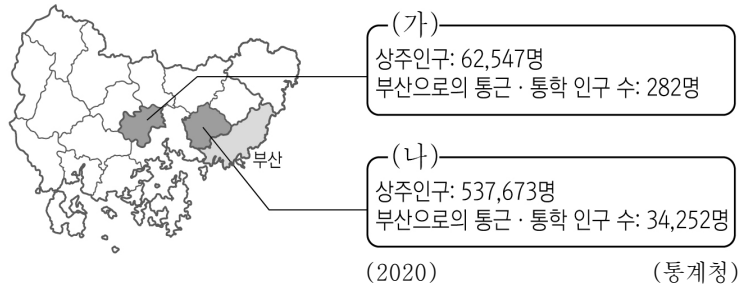 (가)
상주인구: 62,547명
부산으로의 통근·통학 인구 수: 282명
부산
(나)
상주인구: 537,673명
부산으로의 통근·통학 인구 수: 34,252명
(2020) (통계청)